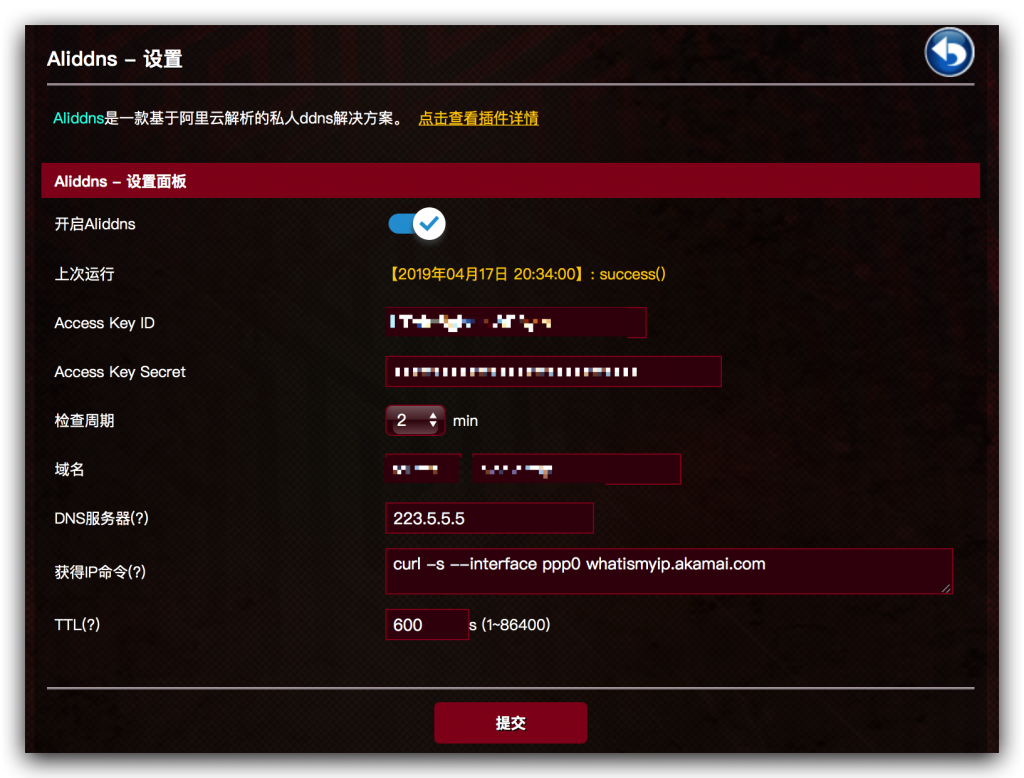 Aliddns - 设置
Aliddns是一款基于阿里云解析的私人ddns解决方案。 点击查看插件详情
Aliddns - 设置面板
开启Aliddns
上次运行 【2019年04月17日 20:34:00】: success()
Access Key ID
Access Key Secret
检查周期 2 min
域名
DNS服务器(?) 223.5.5.5
获得IP命令(?) curl -s --interface ppp0 whatismyip.akamai.com
TTL(?) 600 s (1~86400)
提交